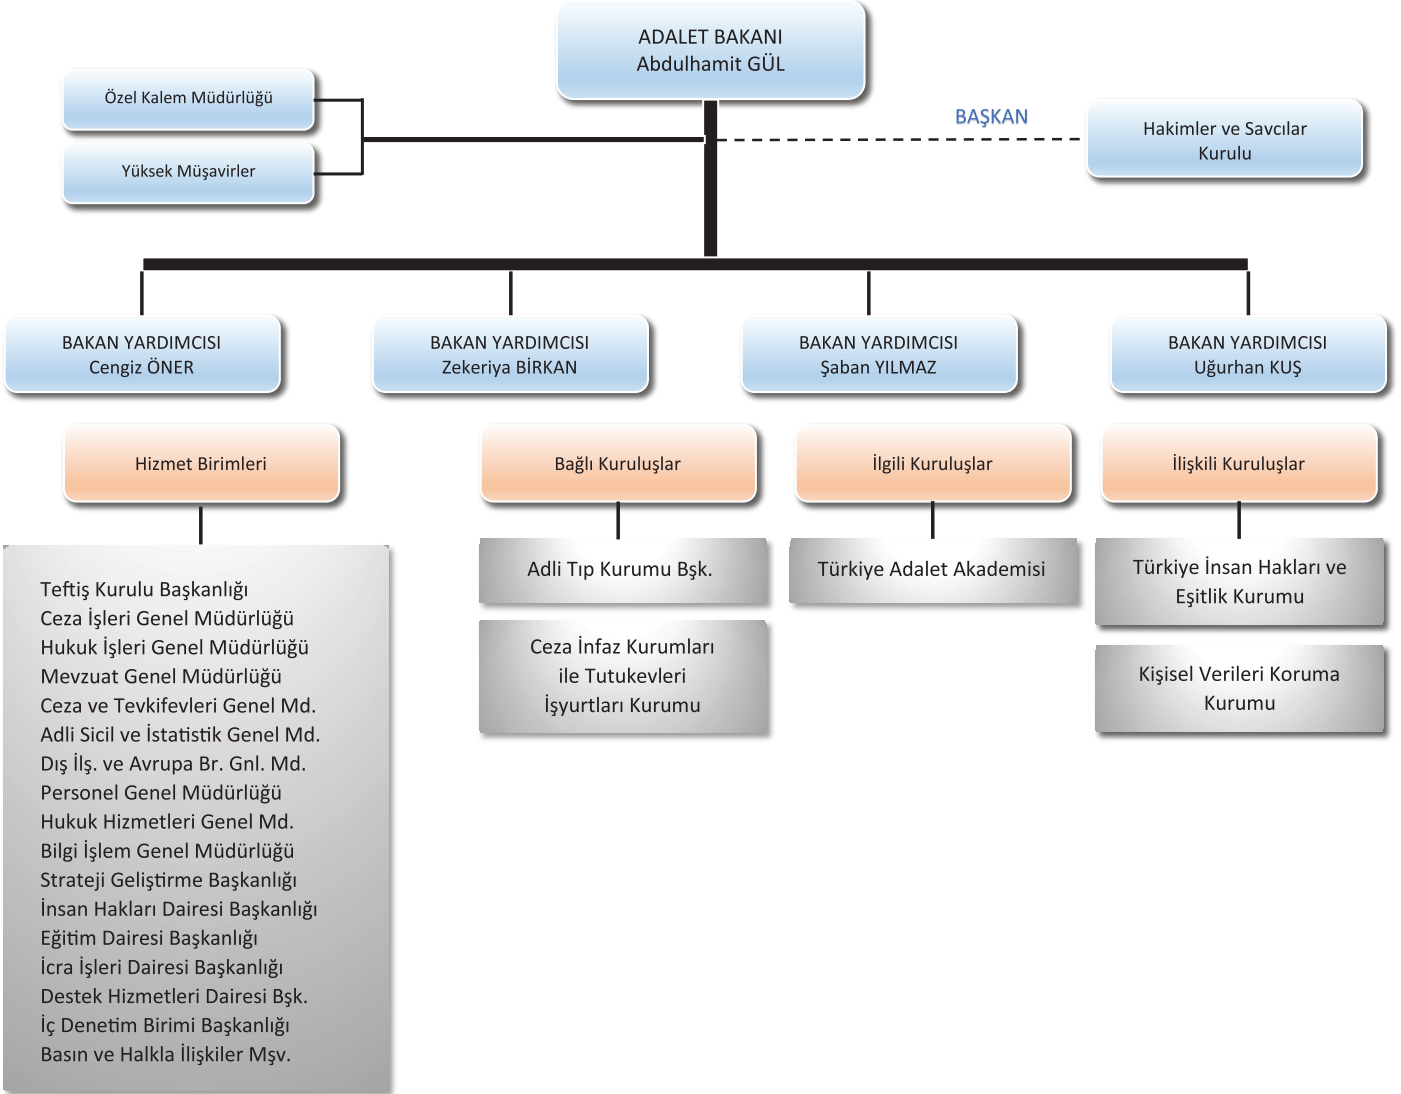 ADALET BAKANI
Abdulhamit GÜL
Özel Kalem Müdürlüğü
Yüksek Müşavirler
BAŞKAN
Hakimler ve Savcılar
Kurulu
BAKAN YARDIMCISI
Cengiz ÖNER
BAKAN YARDIMCISI
Zekeriya BİRKAN
BAKAN YARDIMCISI
Şaban YILMAZ
BAKAN YARDIMCISI
Uğurhan KUŞ
Hizmet Birimleri
Teftiş Kurulu Başkanlığı
Ceza İşleri Genel Müdürlüğü
Hukuk İşleri Genel Müdürlüğü
Mevzuat Genel Müdürlüğü
Ceza ve Tevkifevleri Genel Md.
Adli Sicil ve İstatistik Genel Md.
Dış İlş. ve Avrupa Br. Gnl. Md.
Personel Genel Müdürlüğü
Hukuk Hizmetleri Genel Md.
Bilgi İşlem Genel Müdürlüğü
Strateji Geliştirme Başkanlığı
İnsan Hakları Dairesi Başkanlığı
Eğitim Dairesi Başkanlığı
İcra İşleri Dairesi Başkanlığı
Destek Hizmetleri Dairesi Bşk.
İç Denetim Birimi Başkanlığı
Basın ve Halkla İlişkiler Mşv.
Bağlı Kuruluşlar
Adli Tıp Kurumu Bşk.
Ceza İnfaz Kurumları
ile Tutukevleri
İşyurtları Kurumu
İlgili Kuruluşlar
Türkiye Adalet Akademisi
İlişkili Kuruluşlar
Türkiye İnsan Hakları ve
Eşitlik Kurumu
Kişisel Verileri Koruma
Kurumu